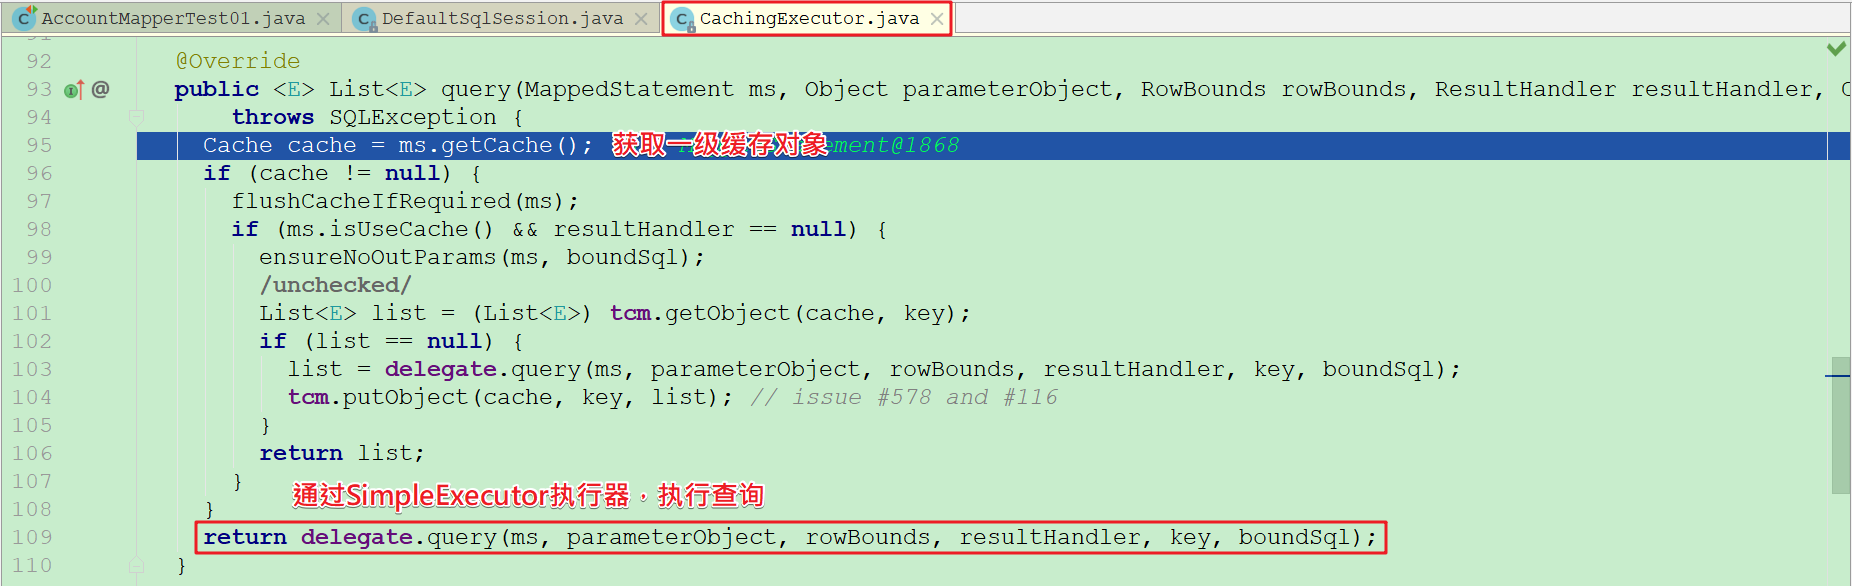 AccountMapperTest01.java DefaultSqlSession.java CachingExecutor.java
92 @Override
93 public <E> List<E> query(MappedStatement ms, Object parameterObject, RowBounds rowBounds, ResultHandler resultHandler,
94 throws SQLException {
95 Cache cache = ms.getCache(); 获取一级缓存对象 ement@1868
96 if (cache != null) {
97 flushCacheIfRequired(ms);
98 if (ms.isUseCache() && resultHandler == null) {
99 ensureNoOutParams(ms, boundSql);
100 /unchecked/
101 List<E> list = (List<E>) tcm.getObject(cache, key);
102 if (list == null) {
103 list = delegate.query(ms, parameterObject, rowBounds, resultHandler, key, boundSql);
104 tcm.putObject(cache, key, list); // issue #578 and #116
105 }
106 return list;
107 }
通过SimpleExecutor执行器，执行查询
108 }
109 return delegate.query(ms, parameterObject, rowBounds, resultHandler, key, boundSql);
110 }